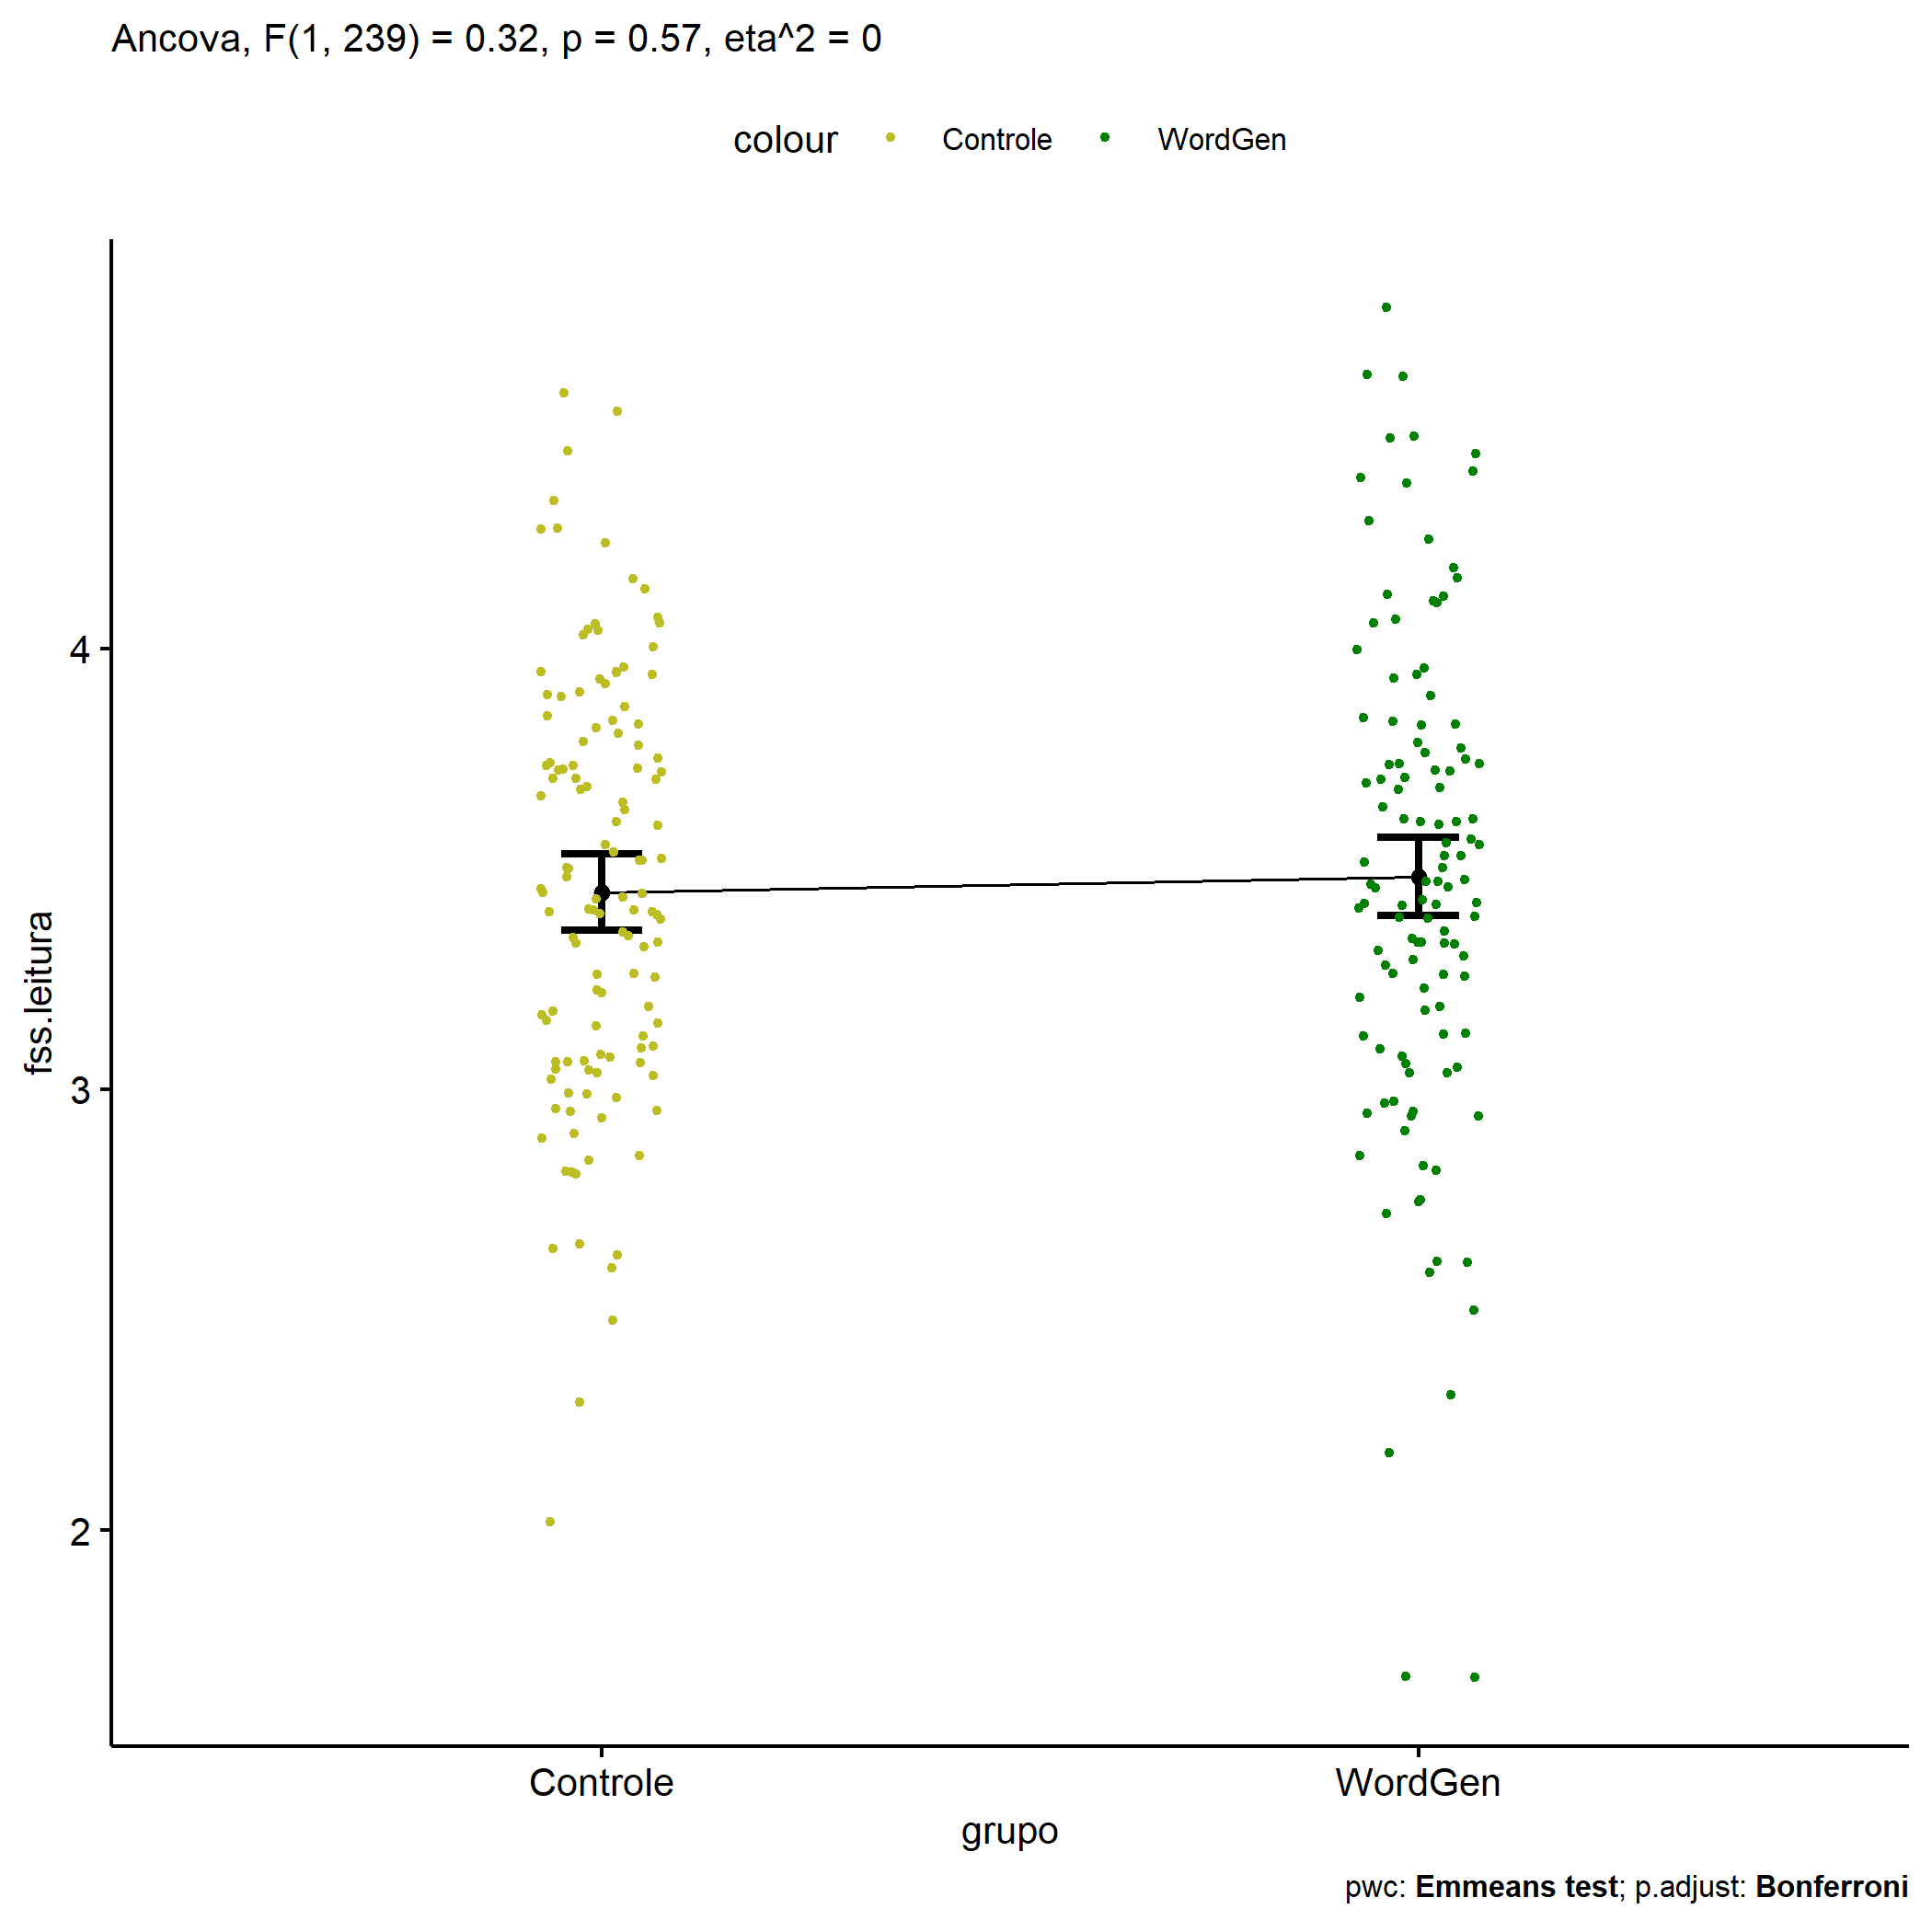 Ancova, F(1, 239) = 0.32, p = 0.57, eta^2 = 0
colour Controle WordGen
fss.leitura
4
3
2
Controle WordGen
grupo
pwc: Emmeans test; p.adjust: Bonferroni